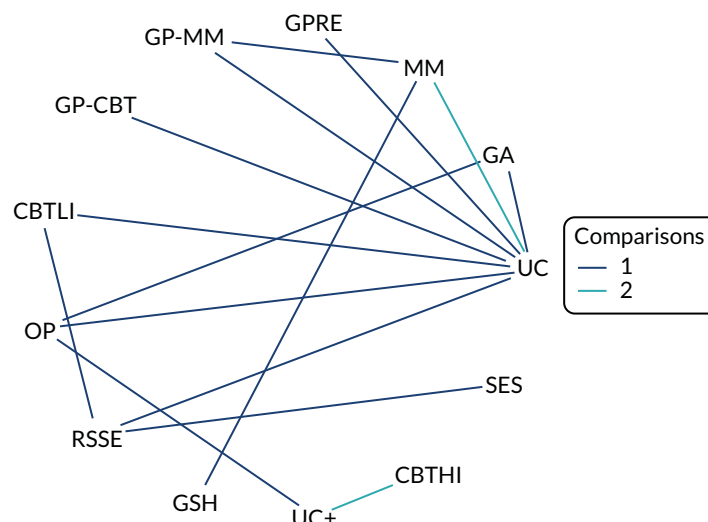 GPRE
GP-MM
MM
GP-CBT
GA
CBTLI
UC
Comparisons
1
2
OP
SES
RSSE
CBTHI
GSH
UC+